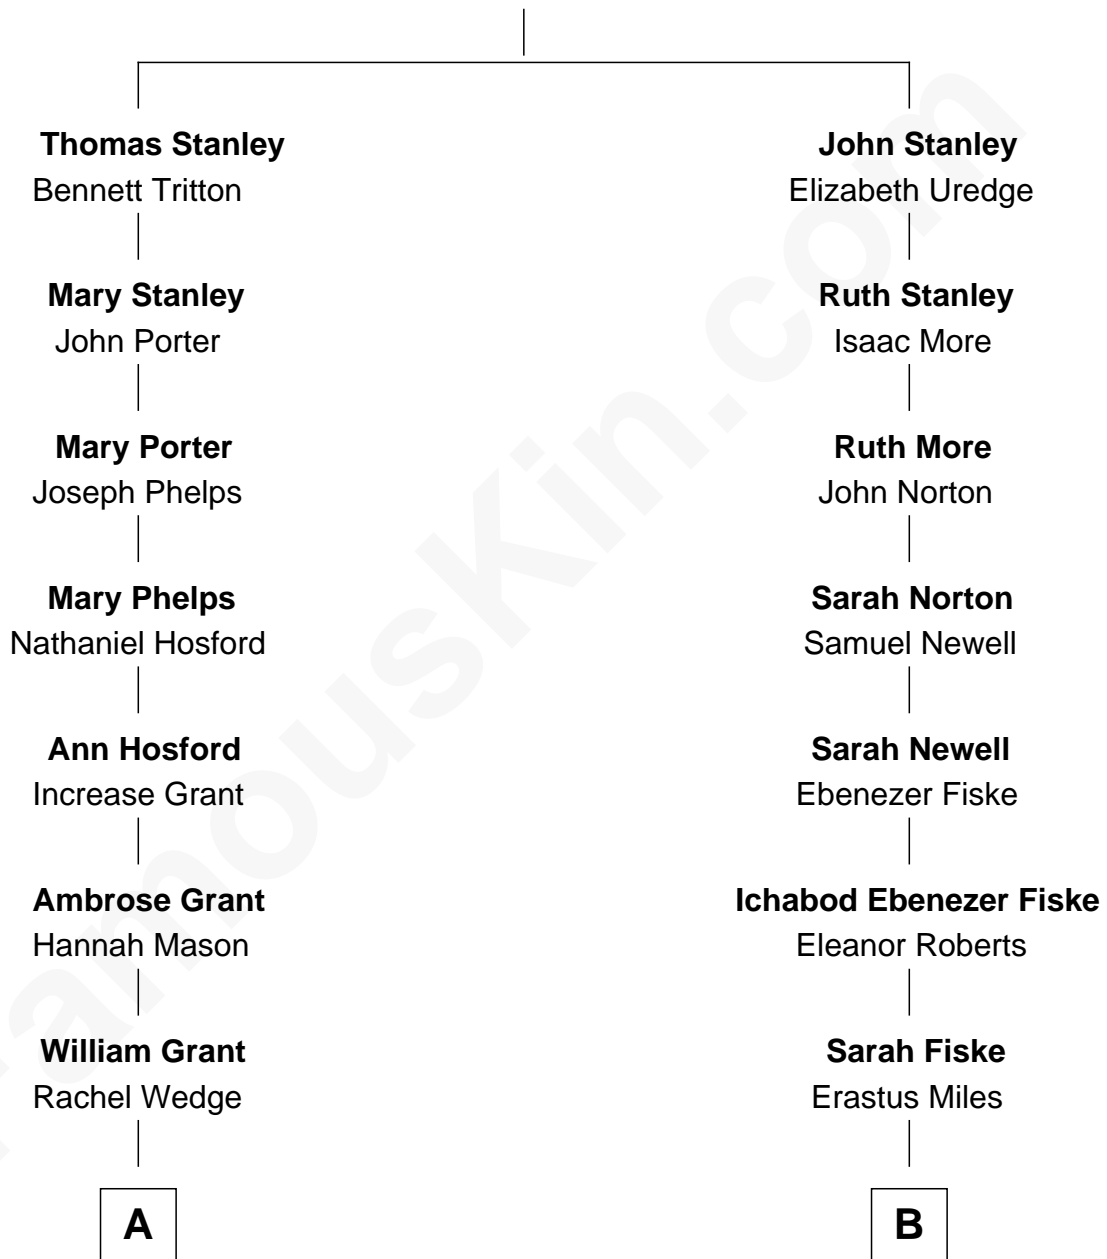 Thomas Stanley
Bennett Tritton
Mary Stanley
John Porter
Mary Porter
Joseph Phelps
Mary Phelps
Nathaniel Hosford
Ann Hosford
Increase Grant
Ambrose Grant
Hannah Mason
William Grant
Rachel Wedge
A
John Stanley
Elizabeth Uredge
Ruth Stanley
Isaac More
Ruth More
John Norton
Sarah Norton
Samuel Newell
Sarah Newell
Ebenezer Fiske
Ichabod Ebenezer Fiske
Eleanor Roberts
Sarah Fiske
Erastus Miles
B
FamousKin.com